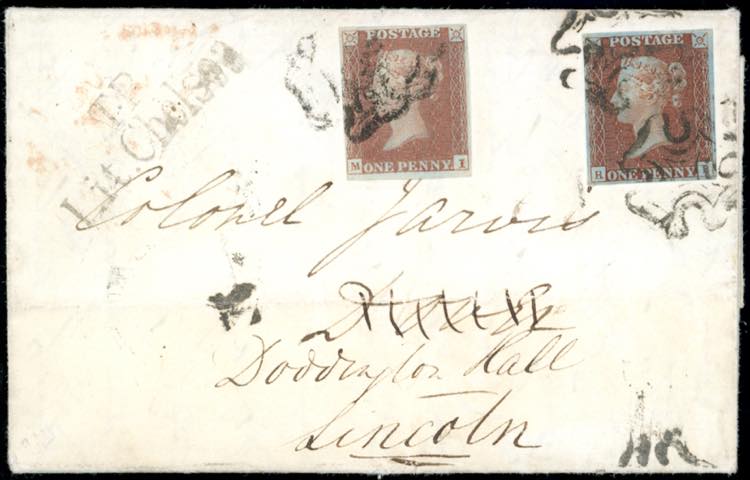 T.P
Lit Chelsea
POSTAGE
M I
ONE PENNY.
POSTAGE
ONE PENNY.
Colonel Jarvis
Doddington Hall
Lincoln